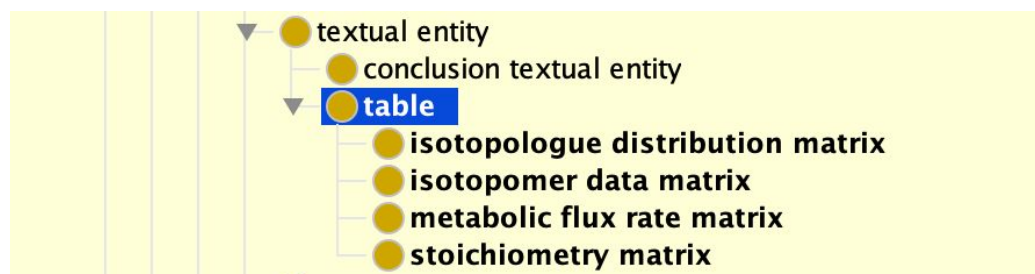 textual entity
conclusion textual entity
table
isotopologue distribution matrix
isotopomer data matrix
metabolic flux rate matrix
stoichiometry matrix